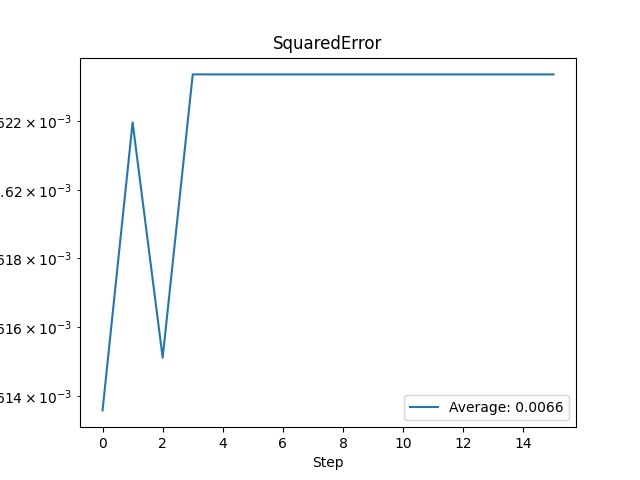 SquaredError
622 × 10⁻³
.62 × 10⁻³
618 × 10⁻³
616 × 10⁻³
614 × 10⁻³
Average: 0.0066
0 2 4 6 8 10 12 14
Step